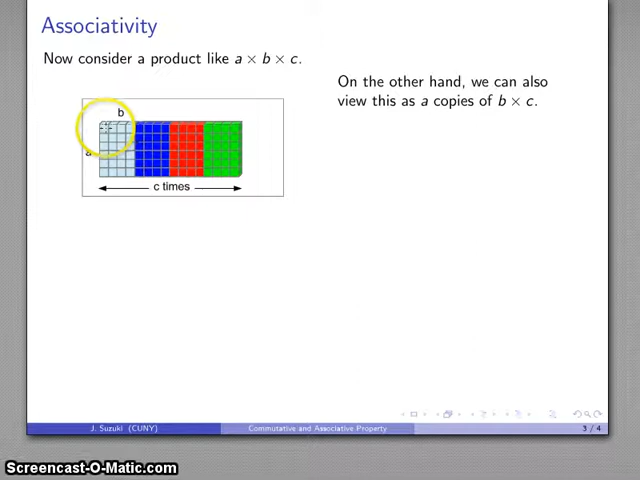 Associativity
Now consider a product like a × b × c.
On the other hand, we can also
view this as a copies of b × c.
b
a
c times
J. Suzuki (CUNY)
Commutative and Associative Property
3 / 4
Screencast-O-Matic.com